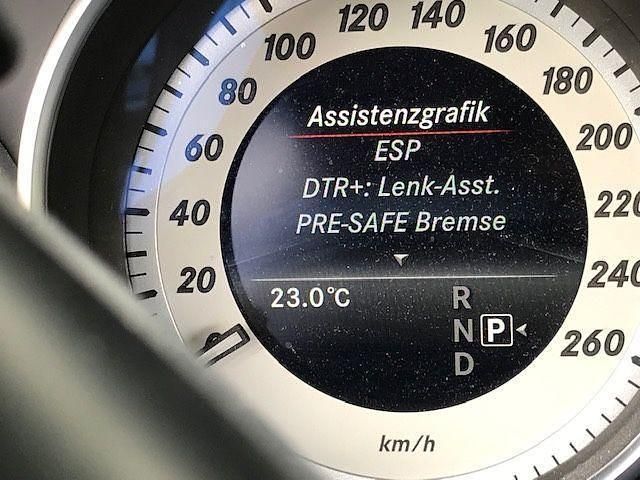 20
40
60
80
100
120
140
160
180
200
220
240
260
Assistenzgrafik
ESP
DTR+: Lenk-Asst.
PRE-SAFE Bremse
23.0°C
R
N P
D
km/h